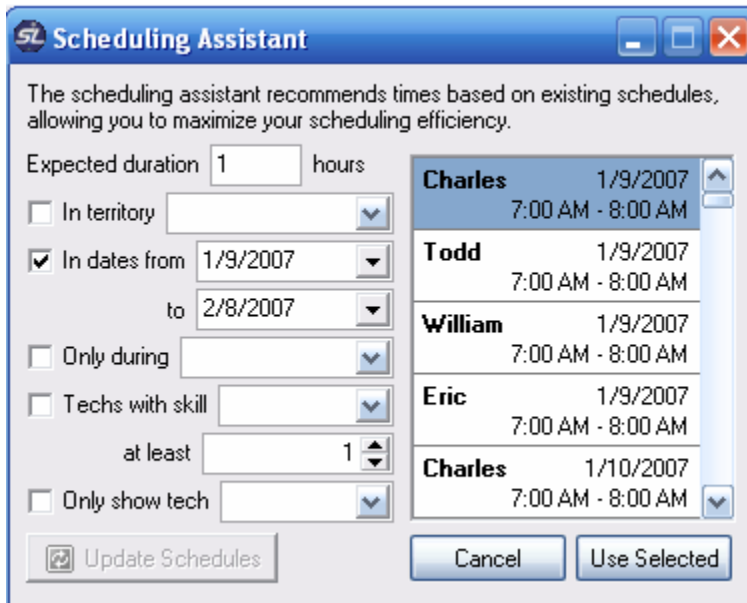 SL Scheduling Assistant
The scheduling assistant recommends times based on existing schedules,
allowing you to maximize your scheduling efficiency.
Expected duration 1 hours
In territory
In dates from 1/9/2007
to 2/8/2007
Only during
Techs with skill
at least 1
Only show tech
Update Schedules
Charles 1/9/2007
7:00 AM - 8:00 AM
Todd 1/9/2007
7:00 AM - 8:00 AM
William 1/9/2007
7:00 AM - 8:00 AM
Eric 1/9/2007
7:00 AM - 8:00 AM
Charles 1/10/2007
7:00 AM - 8:00 AM
Cancel Use Selected